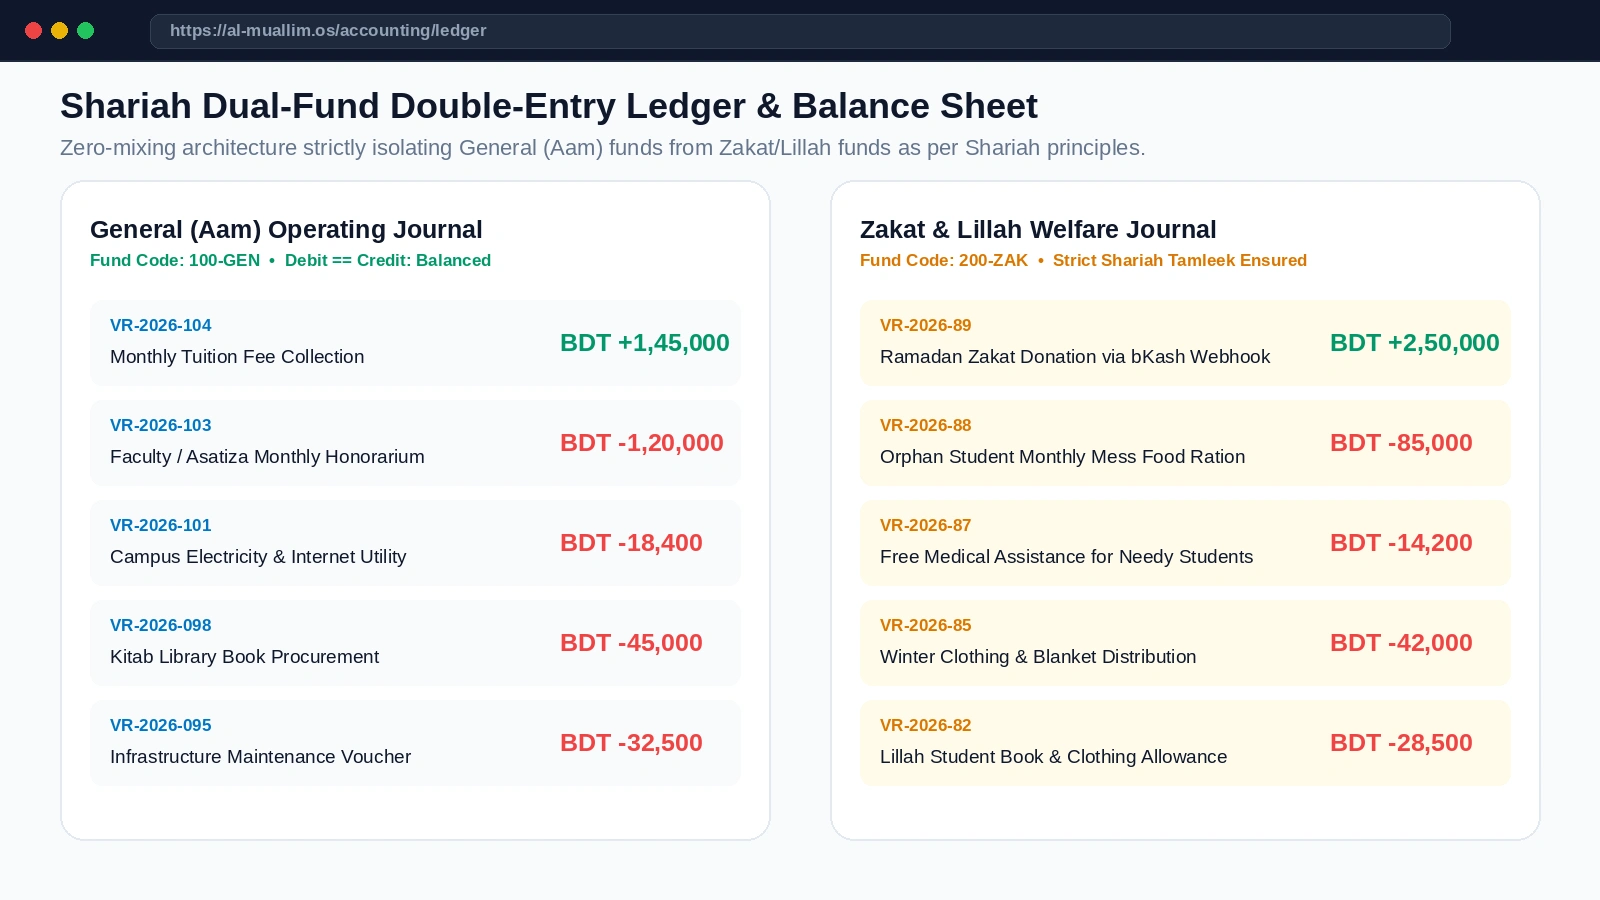 https://al-muallim.os/accounting/ledger
Shariah Dual-Fund Double-Entry Ledger & Balance Sheet
Zero-mixing architecture strictly isolating General (Aam) funds from Zakat/Lillah funds as per Shariah principles.
General (Aam) Operating Journal
Fund Code: 100-GEN • Debit == Credit: Balanced
VR-2026-104
Monthly Tuition Fee Collection
BDT +1,45,000
VR-2026-103
Faculty / Asatiza Monthly Honorarium
BDT -1,20,000
VR-2026-101
Campus Electricity & Internet Utility
BDT -18,400
VR-2026-098
Kitab Library Book Procurement
BDT -45,000
VR-2026-095
Infrastructure Maintenance Voucher
BDT -32,500
Zakat & Lillah Welfare Journal
Fund Code: 200-ZAK • Strict Shariah Tamleek Ensured
VR-2026-89
Ramadan Zakat Donation via bKash Webhook
BDT +2,50,000
VR-2026-88
Orphan Student Monthly Mess Food Ration
BDT -85,000
VR-2026-87
Free Medical Assistance for Needy Students
BDT -14,200
VR-2026-85
Winter Clothing & Blanket Distribution
BDT -42,000
VR-2026-82
Lillah Student Book & Clothing Allowance
BDT -28,500